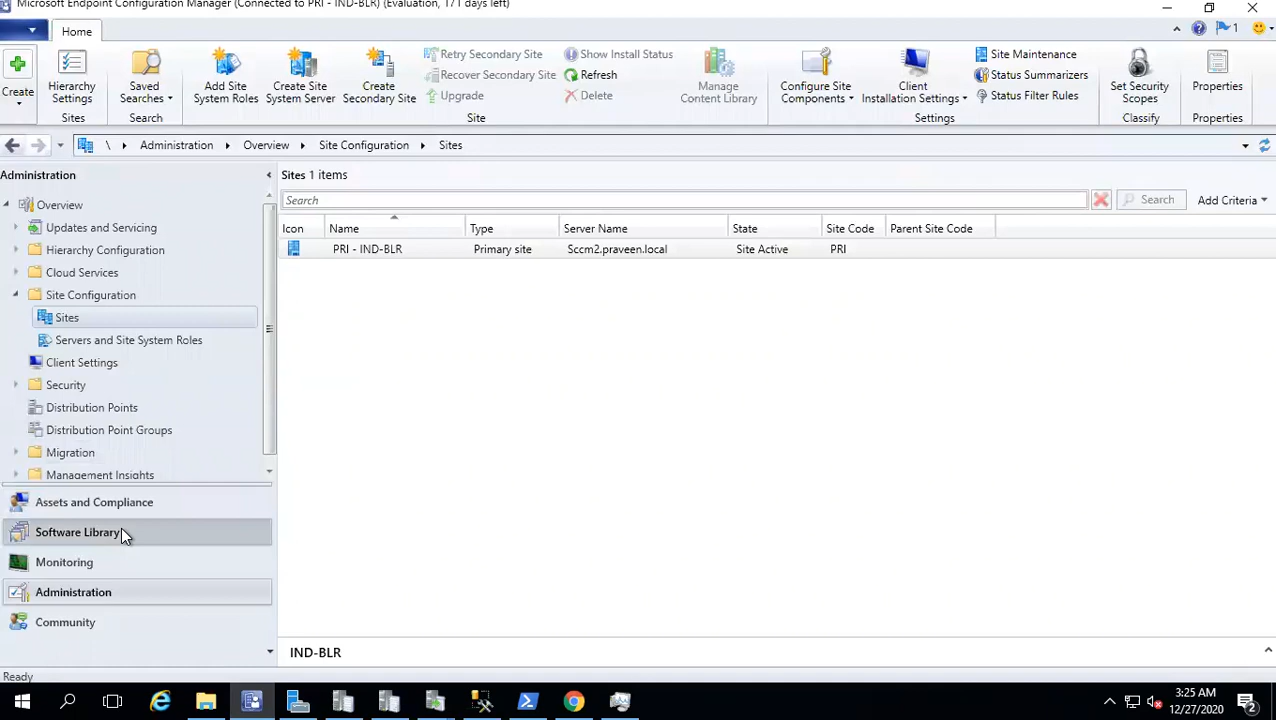 Microsoft Endpoint Configuration Manager (Connected to PRI - IND-BLR) (Evaluation, 171 days left)
Home
1
Create
Hierarchy Settings
Sites
Saved Searches
Search
Add Site System Roles
Create Site System Server
Create Secondary Site
Retry Secondary Site
Recover Secondary Site
Upgrade
Show Install Status
Refresh
Delete
Manage Content Library
Site
Configure Site Components
Client Installation Settings
Site Maintenance
Status Summarizers
Status Filter Rules
Settings
Set Security Scopes
Classify
Properties
Properties
\ Administration Overview Site Configuration Sites
Administration
Overview
Updates and Servicing
Hierarchy Configuration
Cloud Services
Site Configuration
Sites
Servers and Site System Roles
Client Settings
Security
Distribution Points
Distribution Point Groups
Migration
Management Insights
Assets and Compliance
Software Library
Monitoring
Administration
Community
Sites 1 items
Search
Search
Add Criteria
Icon Name Type Server Name State Site Code Parent Site Code
PRI - IND-BLR Primary site Sccm2.praveen.local Site Active PRI
IND-BLR
Ready
3:25 AM
12/27/2020
2